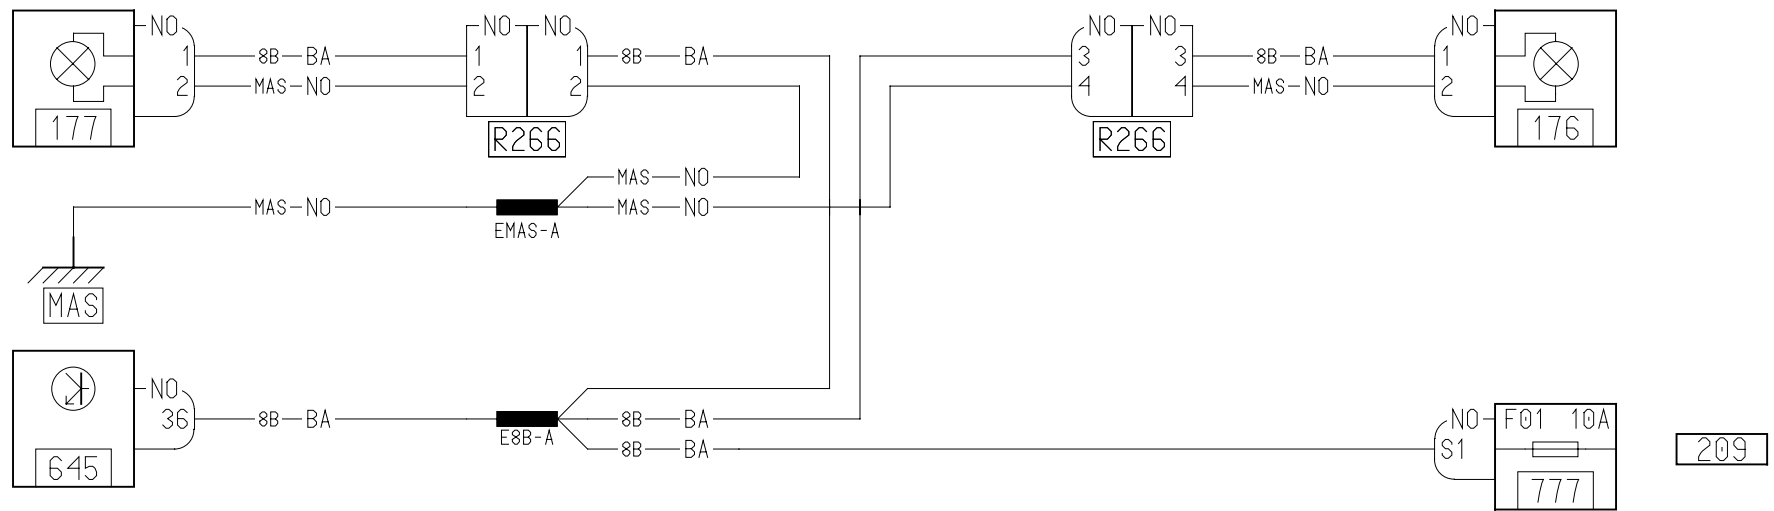 NO NO NO NO NO NO
1 8B BA 1 1 8B BA 3 3 8B BA 1
2 MAS NO 2 2 4 4 MAS NO 2
177 R266 R266 176
MAS NO
MAS NO MAS NO
EMAS-A
MAS
NO
36 8B BA 8B BA NO F01 10A
E8B-A
8B BA S1 209
645 777